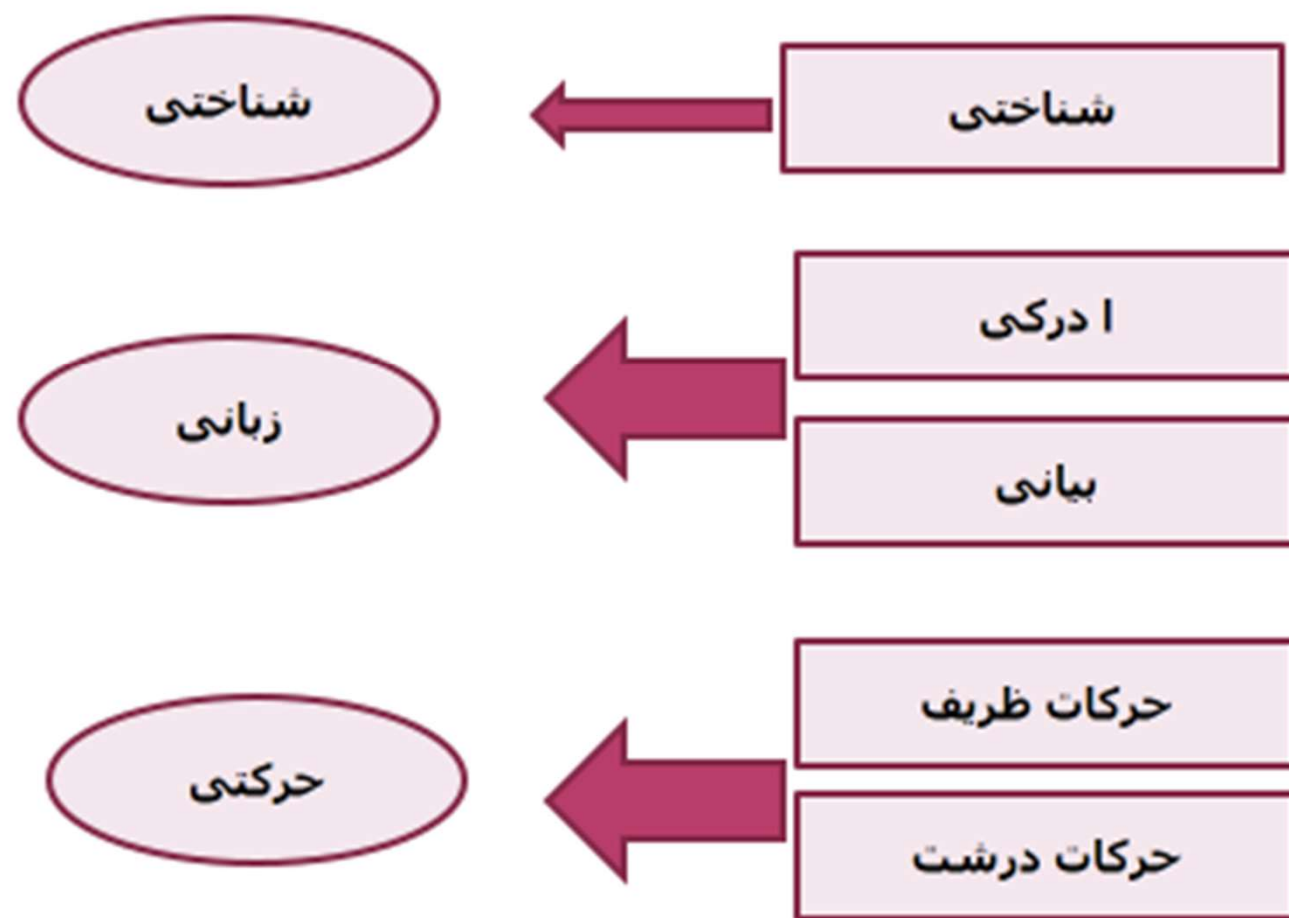 شناختی
شناختی
ا درکی
بیانی
زبانی
حرکات ظریف
حرکات درشت
حرکتی